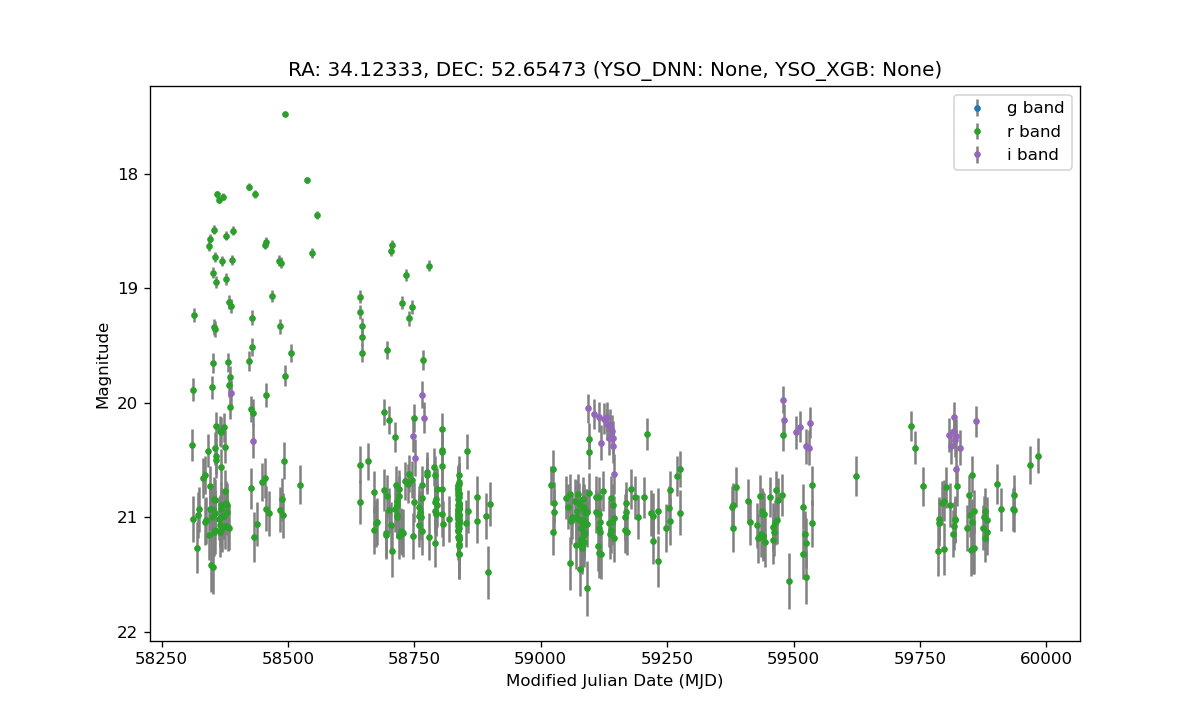 RA: 34.12333, DEC: 52.65473 (YSO_DNN: None, YSO_XGB: None)
g band
r band
i band
18
19
20
21
22
Magnitude
58250 58500 58750 59000 59250 59500 59750 60000
Modified Julian Date (MJD)